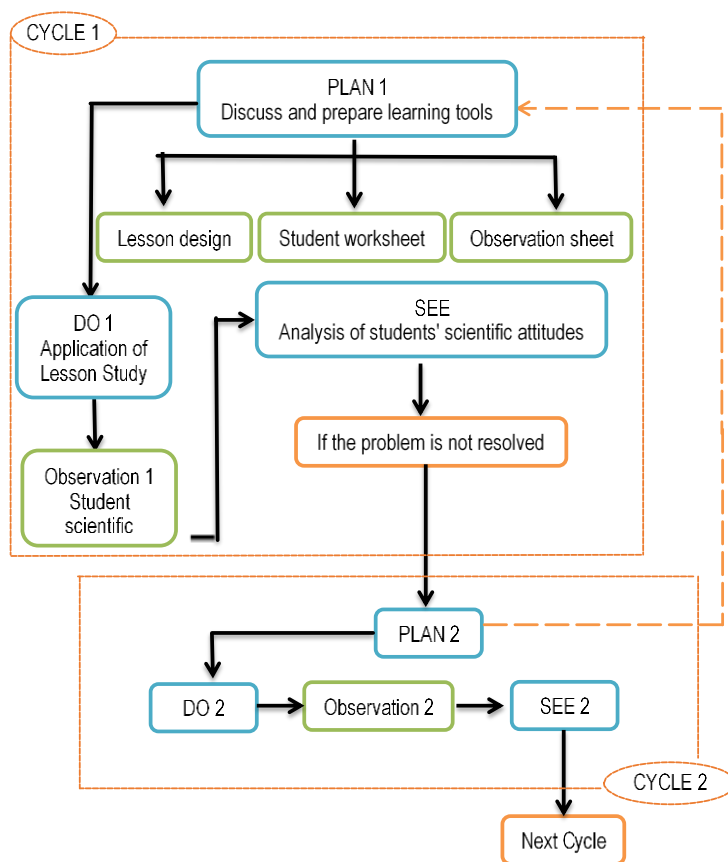 CYCLE 1
PLAN 1
Discuss and prepare learning tools
Lesson design
Student worksheet
Observation sheet
DO 1
Application of
Lesson Study
SEE
Analysis of students' scientific attitudes
If the problem is not resolved
Observation 1
Student
scientific
PLAN 2
DO 2
Observation 2
SEE 2
CYCLE 2
Next Cycle